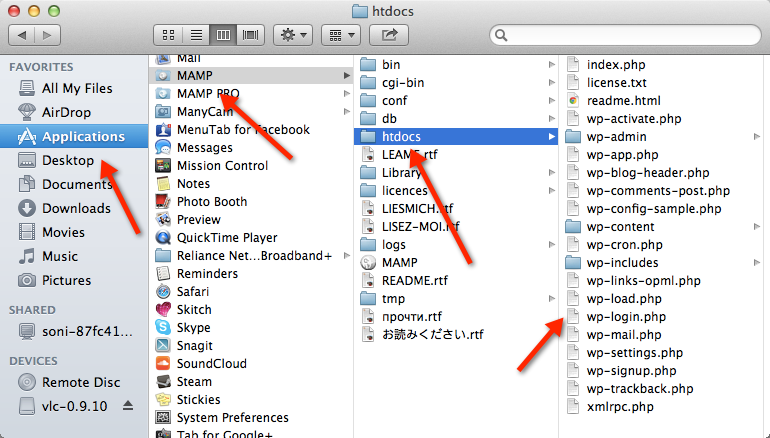 htdocs
FAVORITES
All My Files
AirDrop
Applications
Desktop
Documents
Downloads
Movies
Music
Pictures
SHARED
soni-87fc41...
DEVICES
Remote Disc
vlc-0.9.10
Mail
MAMP
MAMP PRO
ManyCam
MenuTab for Facebook
Messages
Mission Control
Notes
Photo Booth
Preview
QuickTime Player
Reliance Net...Broadband+
Reminders
Safari
Skitch
Skype
Snagit
SoundCloud
Steam
Stickies
System Preferences
Tab for Google+
bin
cgi-bin
conf
db
htdocs
LEAME.rtf
Library
licences
LIESMICH.rtf
LISEZ-MOI.rtf
logs
MAMP
README.rtf
tmp
прочти.rtf
お読みください.rtf
index.php
license.txt
readme.html
wp-activate.php
wp-admin
wp-app.php
wp-blog-header.php
wp-comments-post.php
wp-config-sample.php
wp-content
wp-cron.php
wp-includes
wp-links-opml.php
wp-load.php
wp-login.php
wp-mail.php
wp-settings.php
wp-signup.php
wp-trackback.php
xmlrpc.php